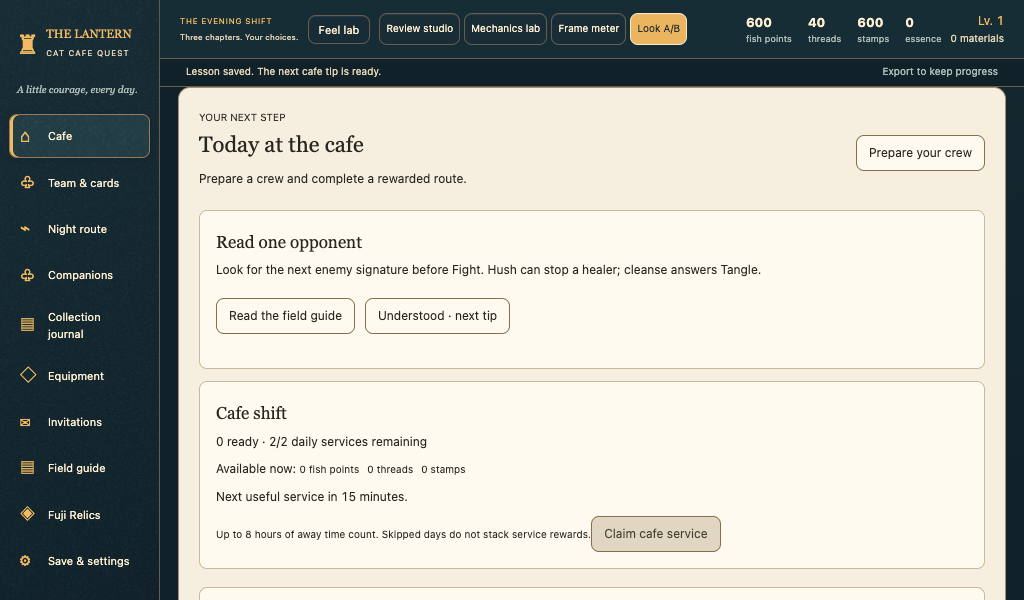 THE LANTERN
CAT CAFE QUEST
A little courage, every day.
Cafe
Team & cards
Night route
Companions
Collection
journal
Equipment
Invitations
Field guide
Fuji Relics
Save & settings
THE EVENING SHIFT
Three chapters. Your choices.
Feel lab
Review studio
Mechanics lab
Frame meter
Look A/B
600
fish points
40
threads
600
stamps
0
essence
Lv. 1
0 materials
Lesson saved. The next cafe tip is ready.
Export to keep progress
YOUR NEXT STEP
Today at the cafe
Prepare a crew and complete a rewarded route.
Prepare your crew
Read one opponent
Look for the next enemy signature before Fight. Hush can stop a healer; cleanse answers Tangle.
Read the field guide
Understood · next tip
Cafe shift
0 ready · 2/2 daily services remaining
Available now: 0 fish points 0 threads 0 stamps
Next useful service in 15 minutes.
Up to 8 hours of away time count. Skipped days do not stack service rewards.
Claim cafe service